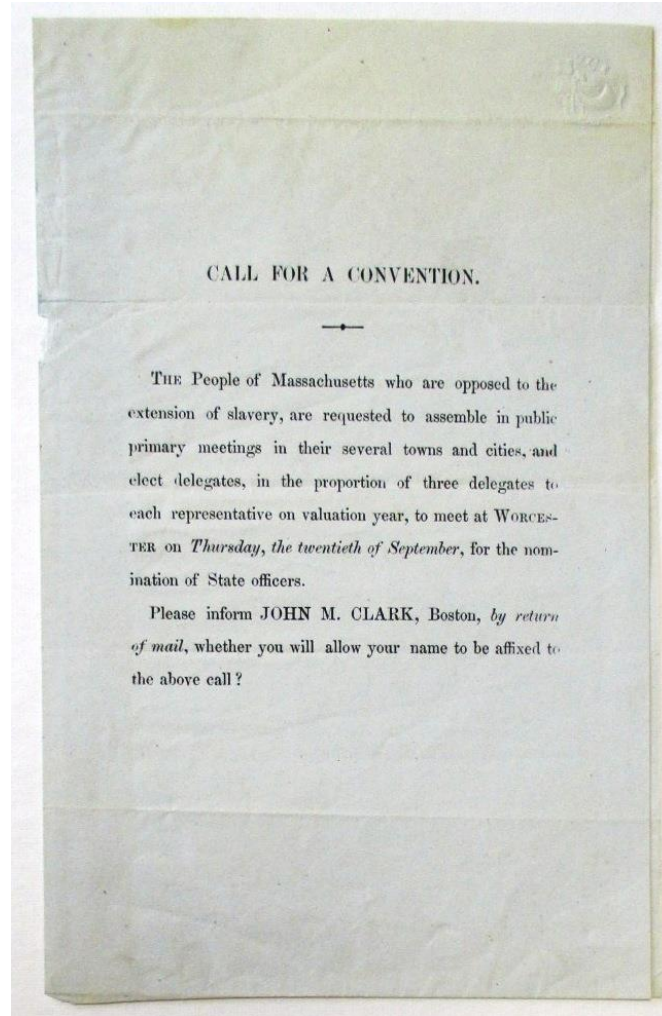 CALL FOR A CONVENTION.
THE People of Massachusetts who are opposed to the
extension of slavery, are requested to assemble in public
primary meetings in their several towns and cities, and
elect delegates, in the proportion of three delegates to
each representative on valuation year, to meet at WORCES-
TER on Thursday, the twentieth of September, for the nom-
ination of State officers.
Please inform JOHN M. CLARK, Boston, by return
of mail, whether you will allow your name to be affixed to
the above call?